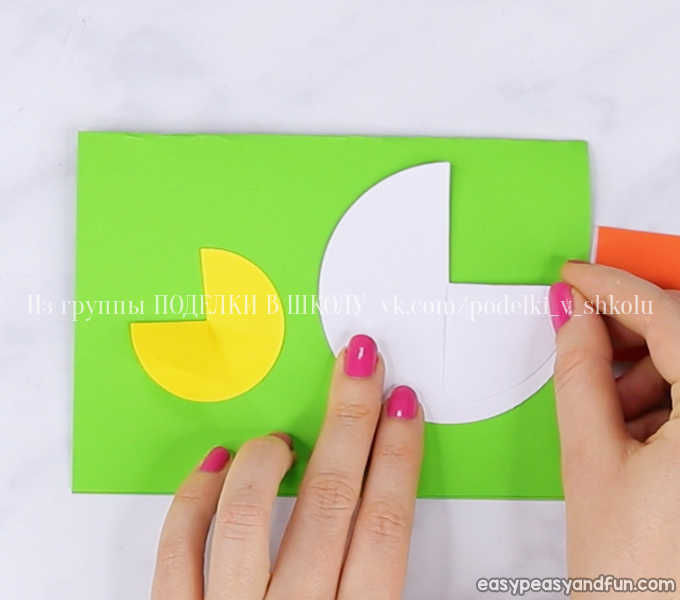 Из группы ПОДЕЛКИ В ШКОЛУ vk.com/podelki_v_shkolu
easypeasyandfun.com